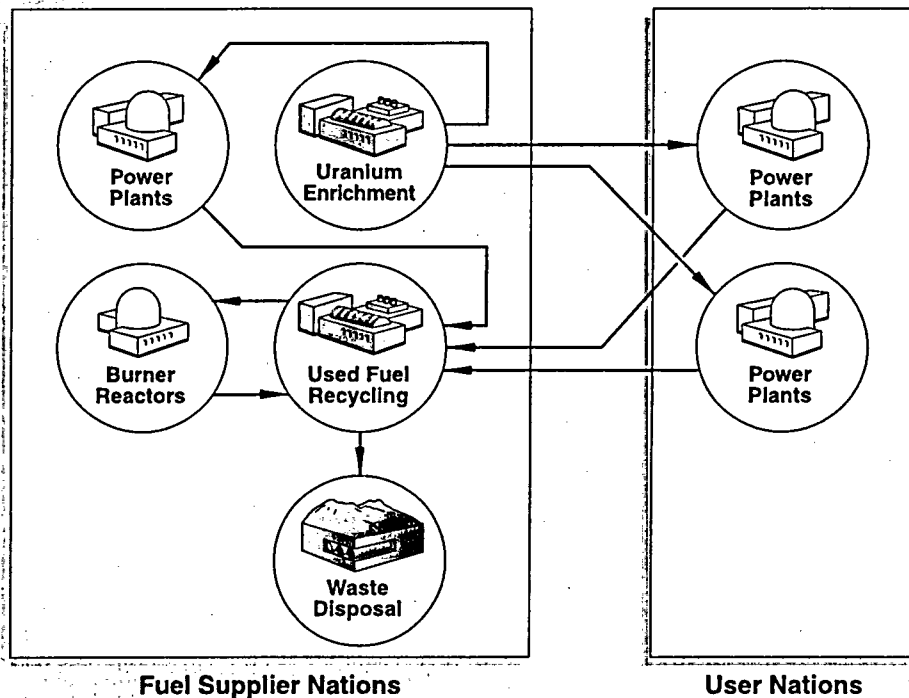 Power
Plants
Uranium
Enrichment
Power
Plants
Burner
Reactors
Used Fuel
Recycling
Power
Plants
Waste
Disposal
Fuel Supplier Nations
User Nations